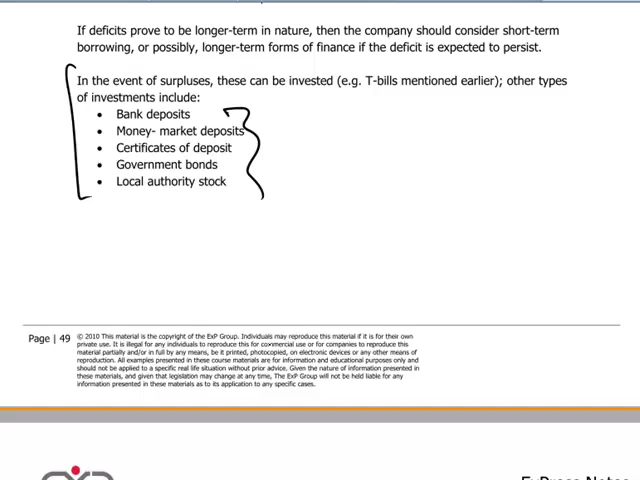 If deficits prove to be longer-term in nature, then the company should consider short-term
borrowing, or possibly, longer-term forms of finance if the deficit is expected to persist.
In the event of surpluses, these can be invested (e.g. T-bills mentioned earlier); other types
of investments include:
• Bank deposits
• Money- market deposits
• Certificates of deposit
• Government bonds
• Local authority stock
Page | 49
© 2010 This material is the copyright of the ExP Group. Individuals may reproduce this material if it is for their own
private use. It is illegal for any individuals to reproduce this for commercial use or for companies to reproduce this
material partially and/or in full by any means, be it printed, photocopied, on electronic devices or any other means of
reproduction. All examples presented in these course materials are for information and educational purposes only and
should not be applied to a specific real life situation without prior advice. Given the nature of information presented in
these materials, and given that legislation may change at any time, The ExP Group will not be held liable for any
information presented in these materials as to its application to any specific cases.
ExPress Notes